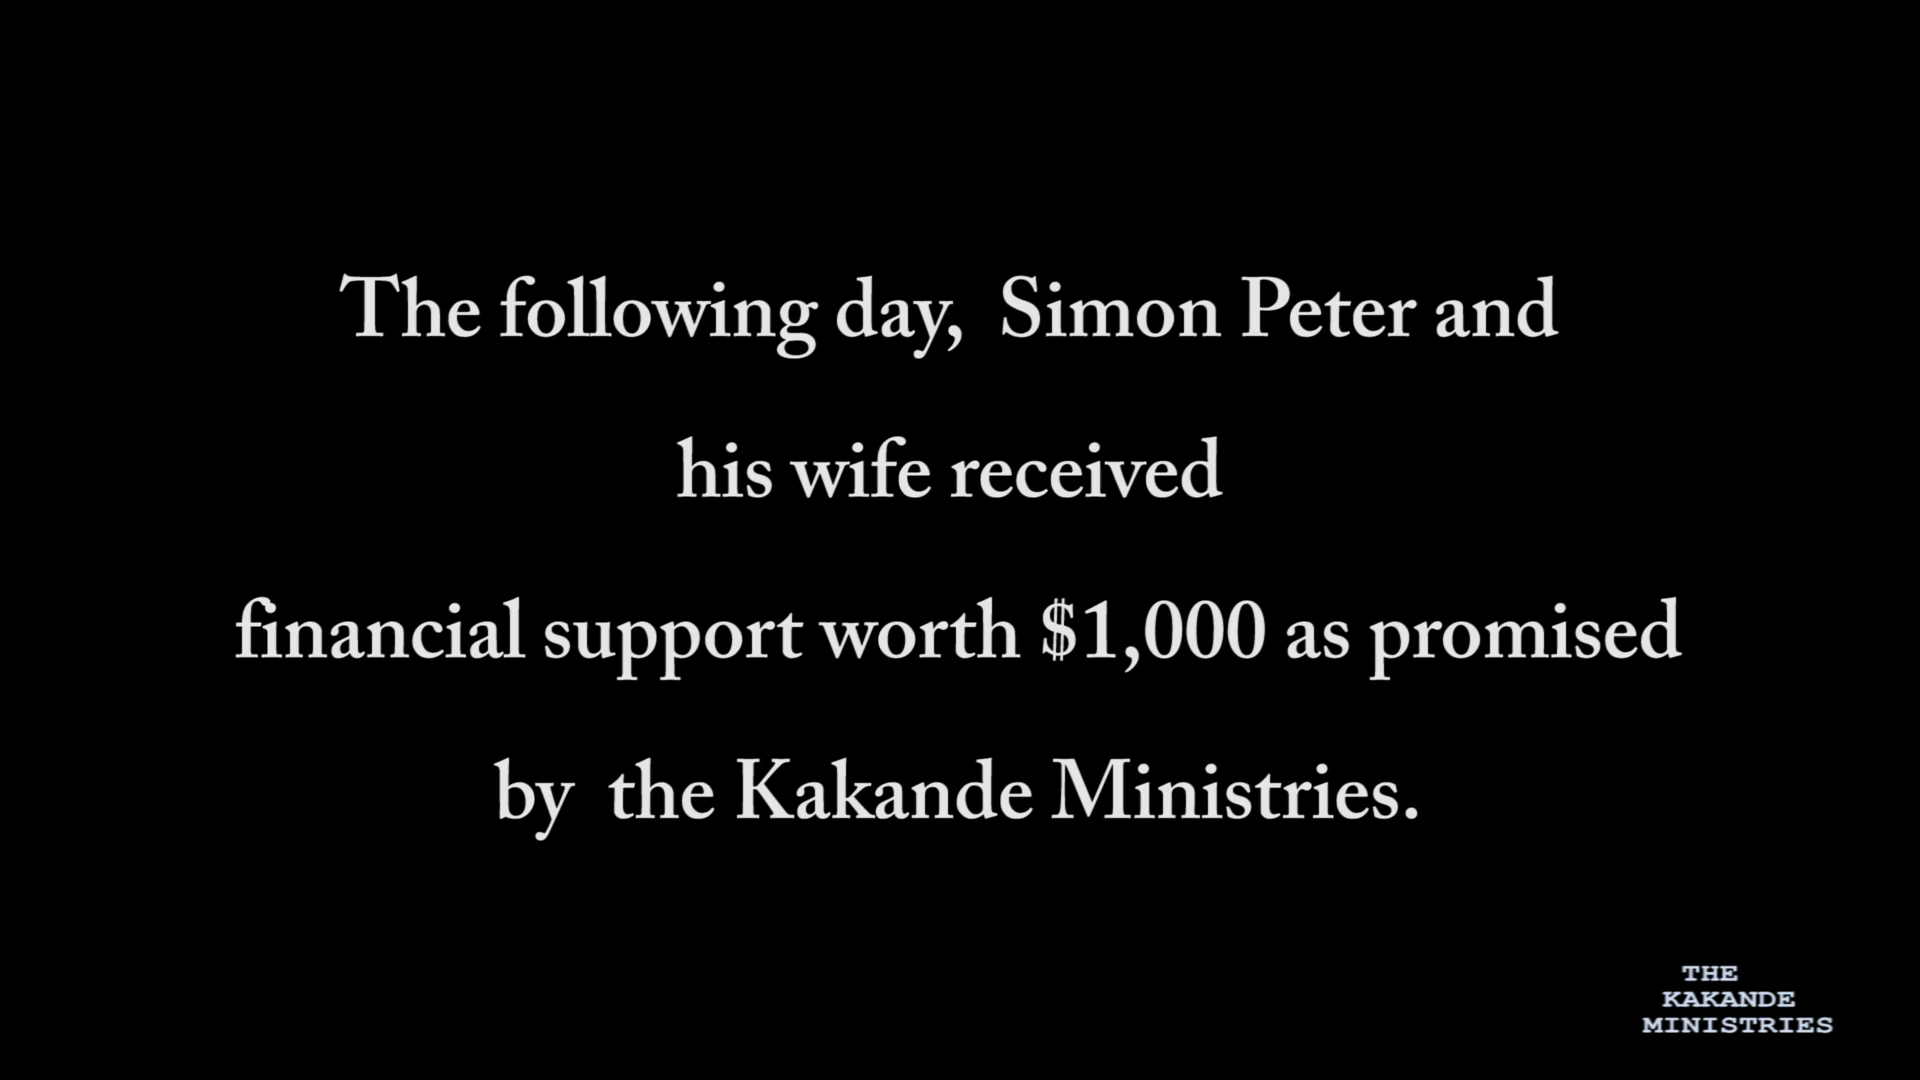 The following day,  Simon Peter and
his wife received
financial support worth $1,000 as promised
by  the Kakande Ministries.
THE
KAKANDE
MINISTRIES